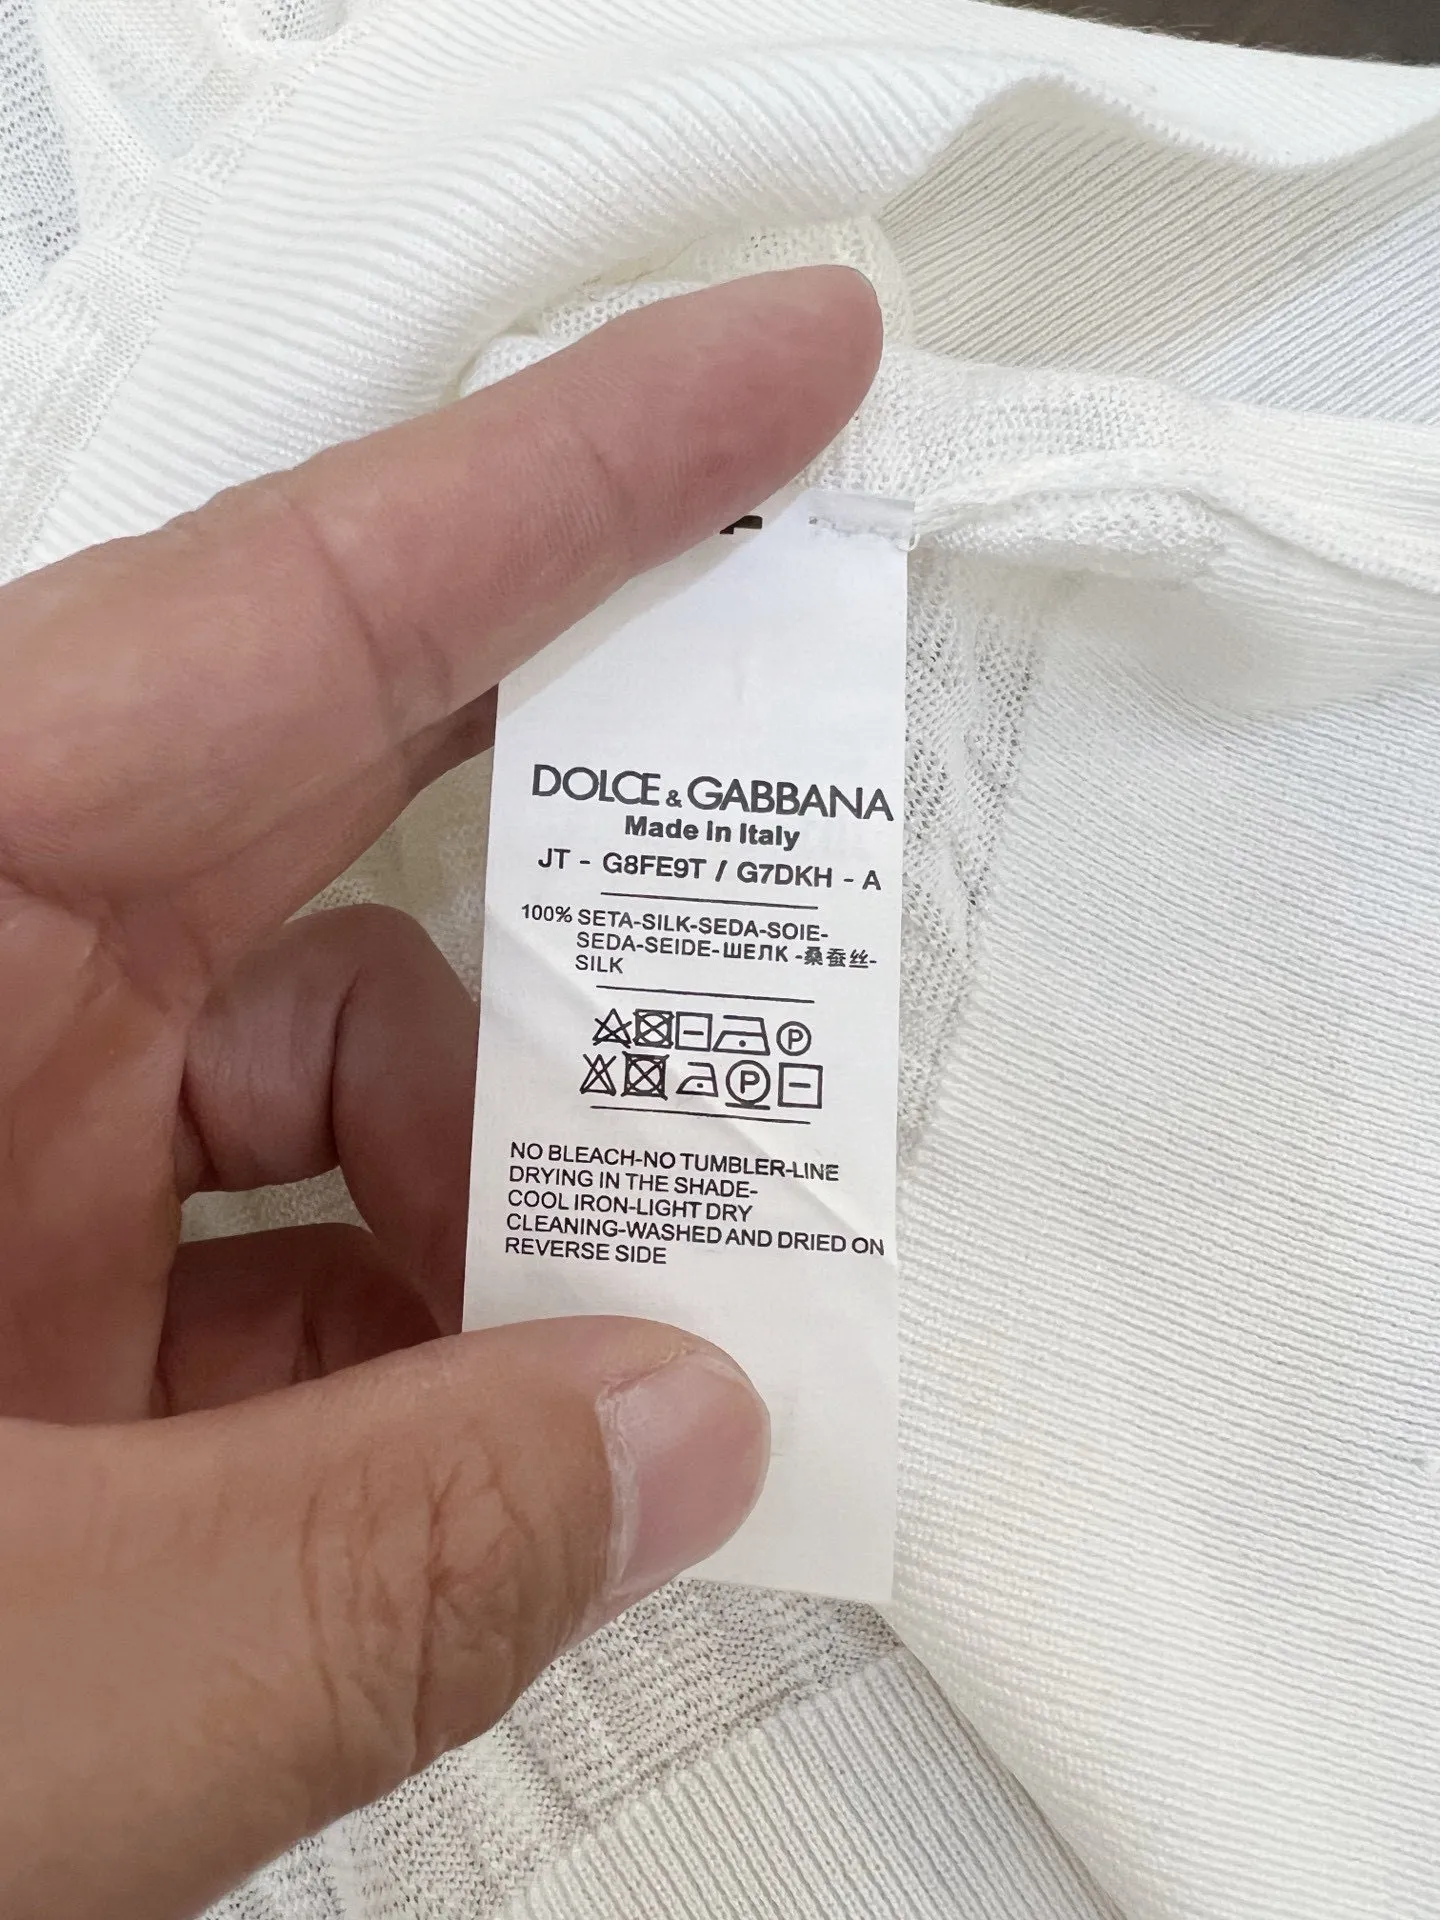 DOLCE & GABBANA
Made in Italy
JT - G8FE9T / G7DKH - A
100% SETA-SILK-SEDA-SOIE-
SEDA-SEIDE-ШЕЛК -桑蚕丝-
SILK
P
P
NO BLEACH-NO TUMBLER-LINE
DRYING IN THE SHADE-
COOL IRON-LIGHT DRY
CLEANING-WASHED AND DRIED ON
REVERSE SIDE